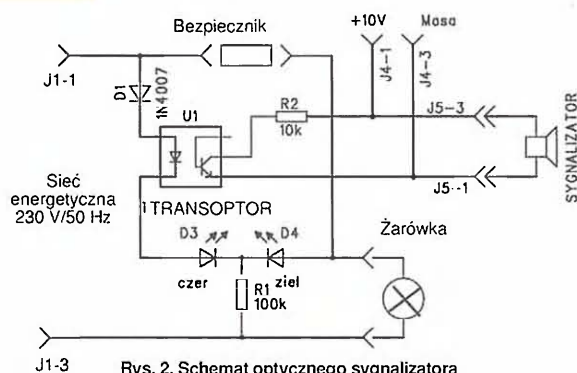 +10V
Masa
Bezpiecznik
J1-1
D1
1N4007
J4-1
J4-3
U1
R2
10k
J5-3
SYGNALIZATOR
Sieć
energetyczna
230 V/50 Hz
1
TRANSOPTOR
J5-1
D3
D4
Żarówka
czer
ziel
R1
100k
J1-3
Rys. 2. Schemat optycznego sygnalizatora